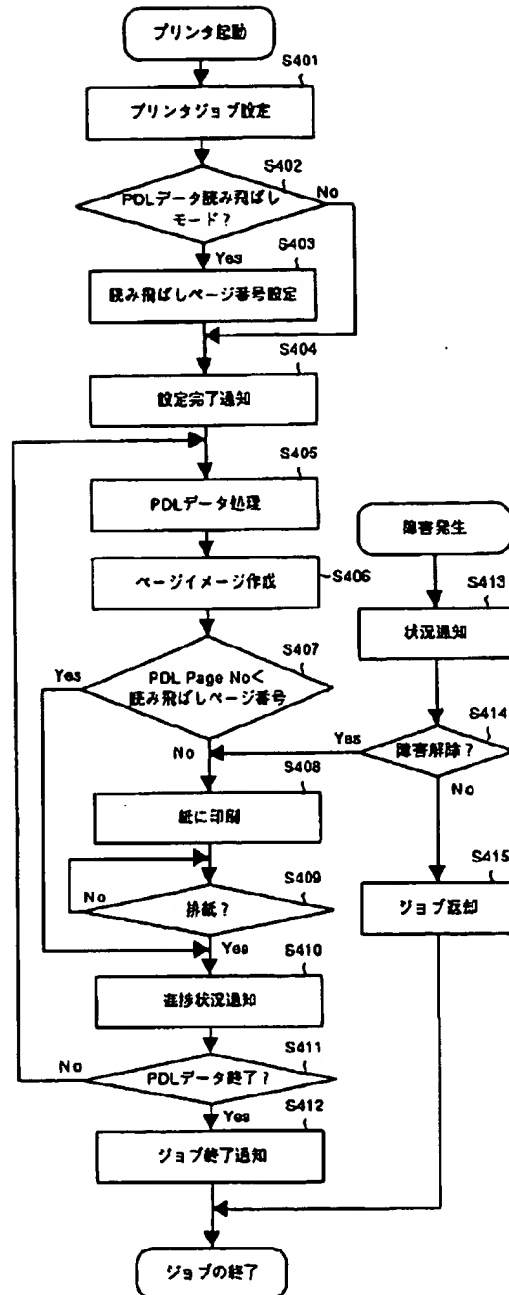 プリンタ起動
S401
プリンタジョブ設定
S402
PDLデータ読み飛ばし
モード?
No
Yes
S403
読み飛ばしページ番号設定
S404
設定完了通知
S405
PDLデータ処理
ページイメージ作成
S406
S407
PDL Page No<
読み飛ばしページ番号
Yes
No
S408
紙に印刷
S409
排紙?
No
Yes
S410
進捗状況通知
S411
PDLデータ終了?
No
Yes
S412
ジョブ終了通知
ジョブの終了
障害発生
S413
状況通知
S414
障害解除?
Yes
No
S415
ジョブ返却